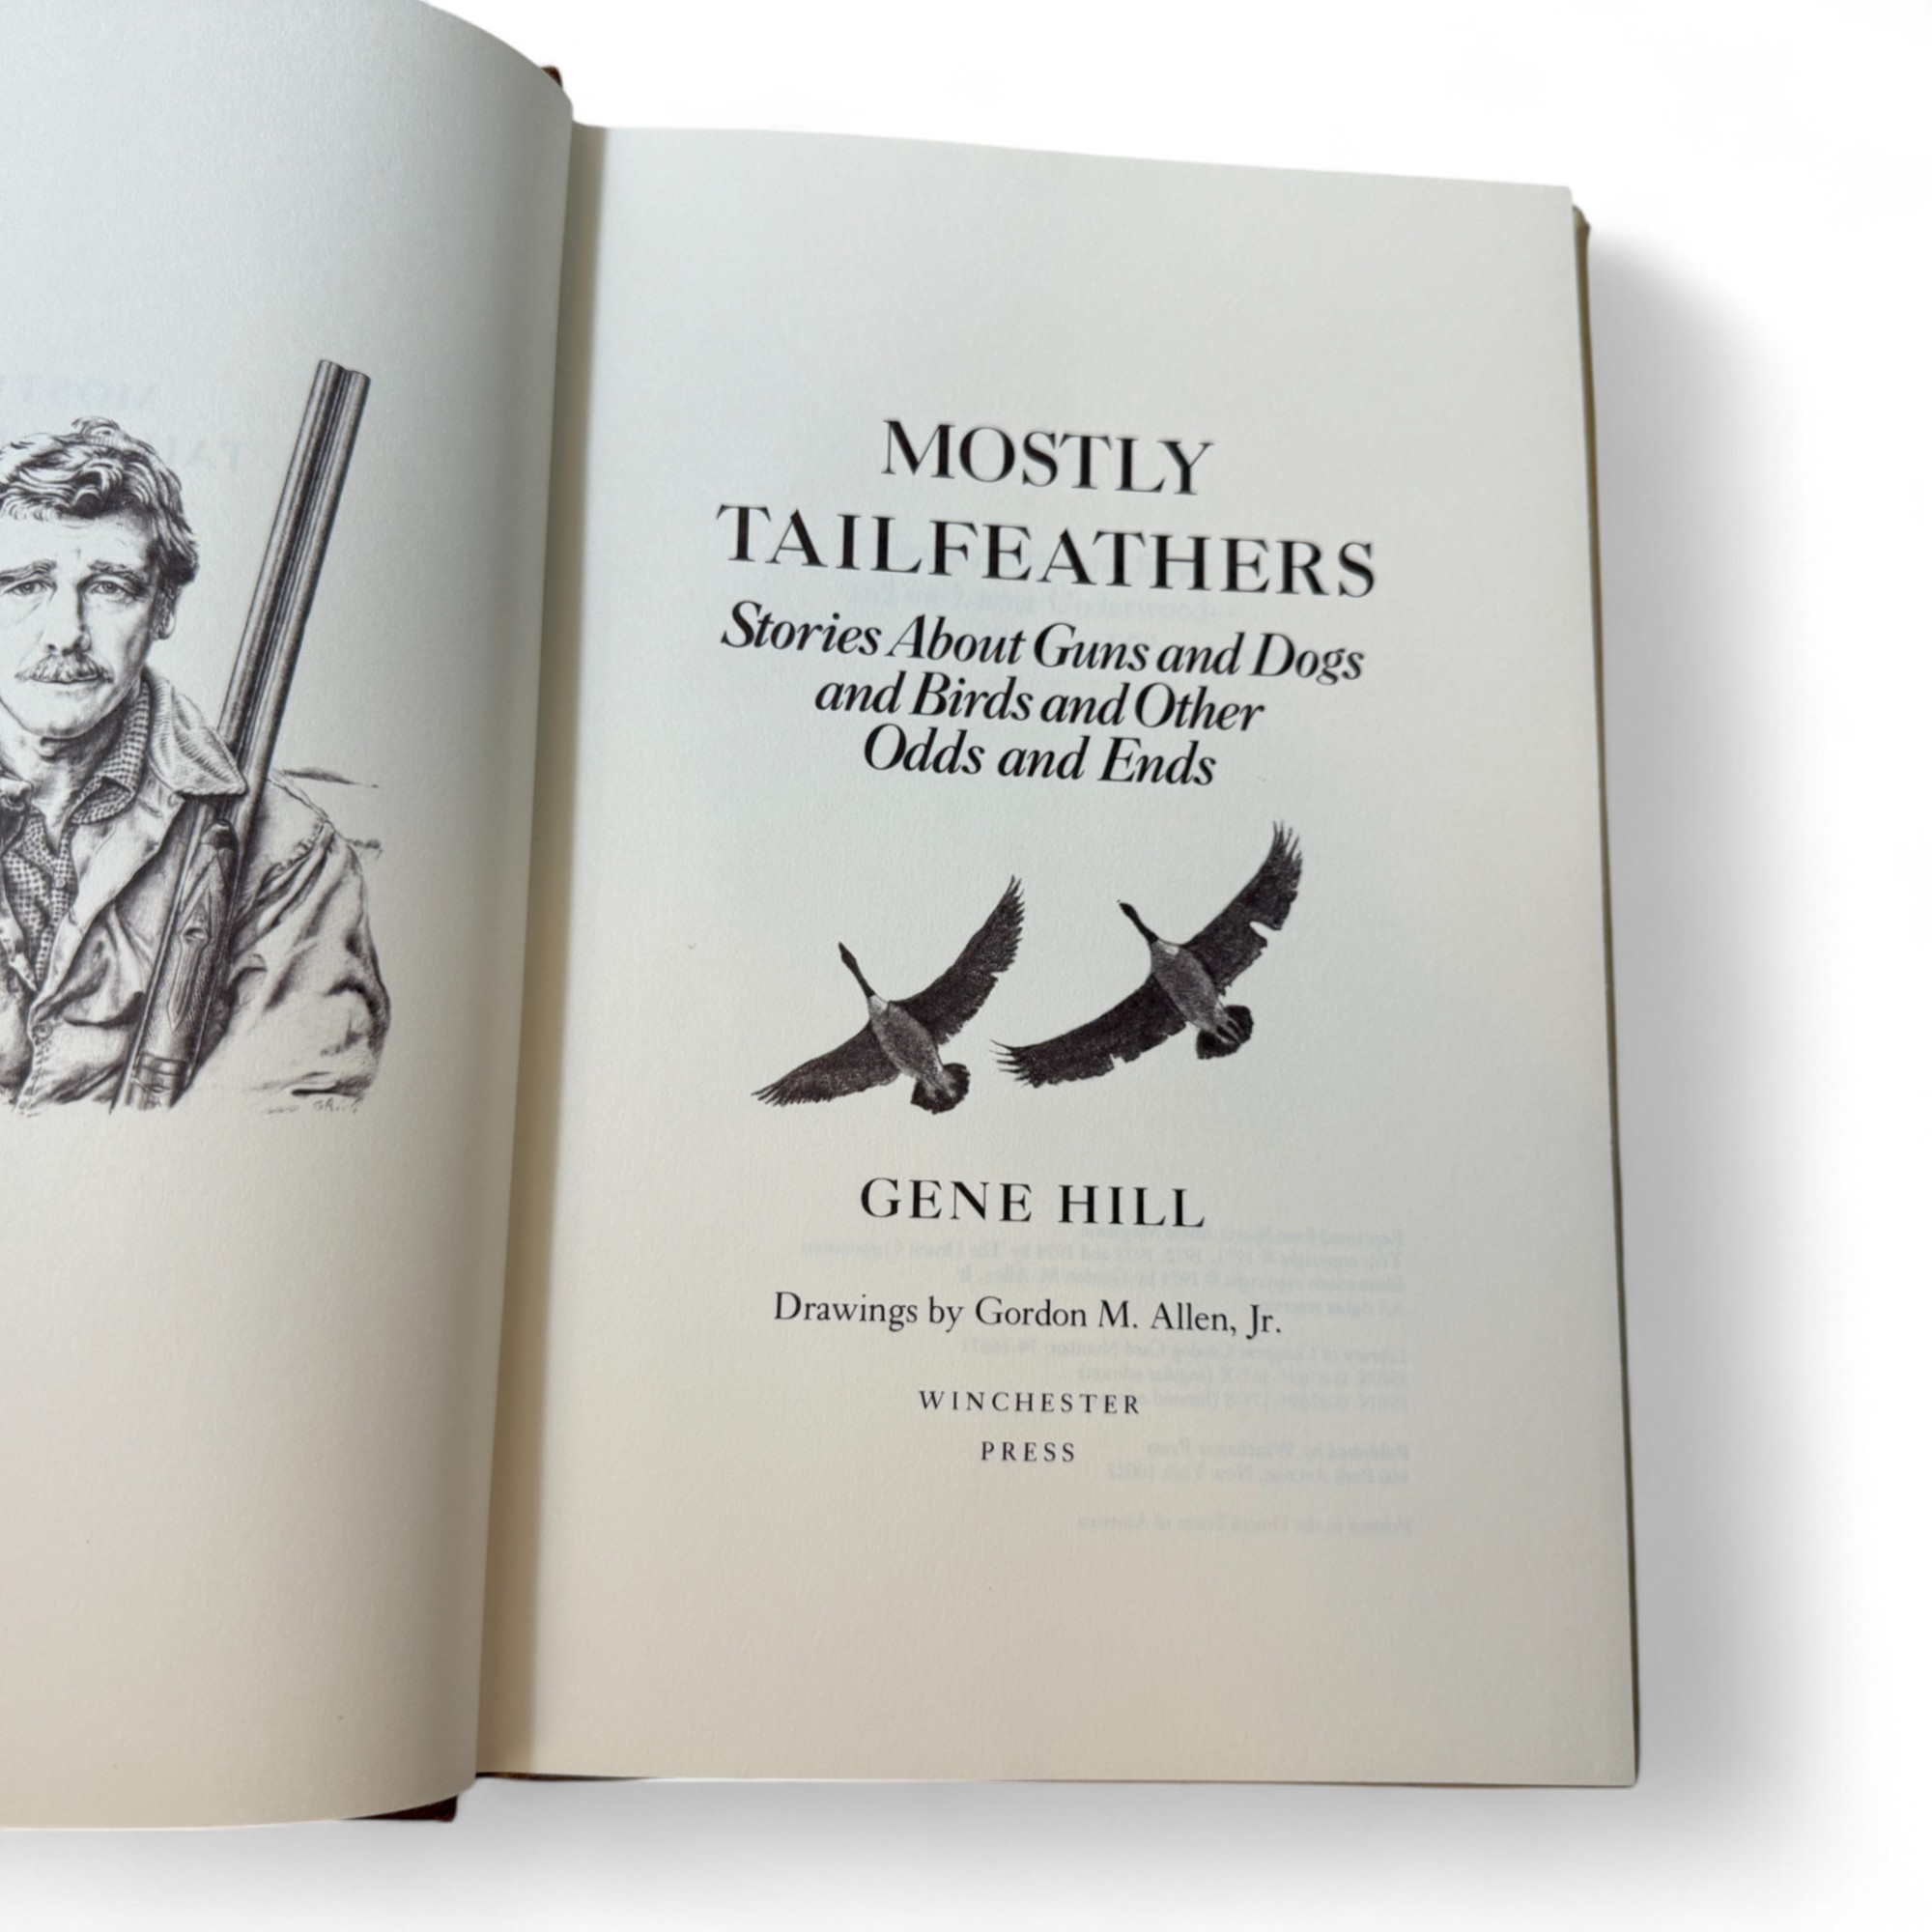 MOSTLY
TAILFEATHERS
Stories About Guns and Dogs
and Birds and Other
Odds and Ends
GENE HILL
Drawings by Gordon M. Allen, Jr.
WINCHESTER
PRESS